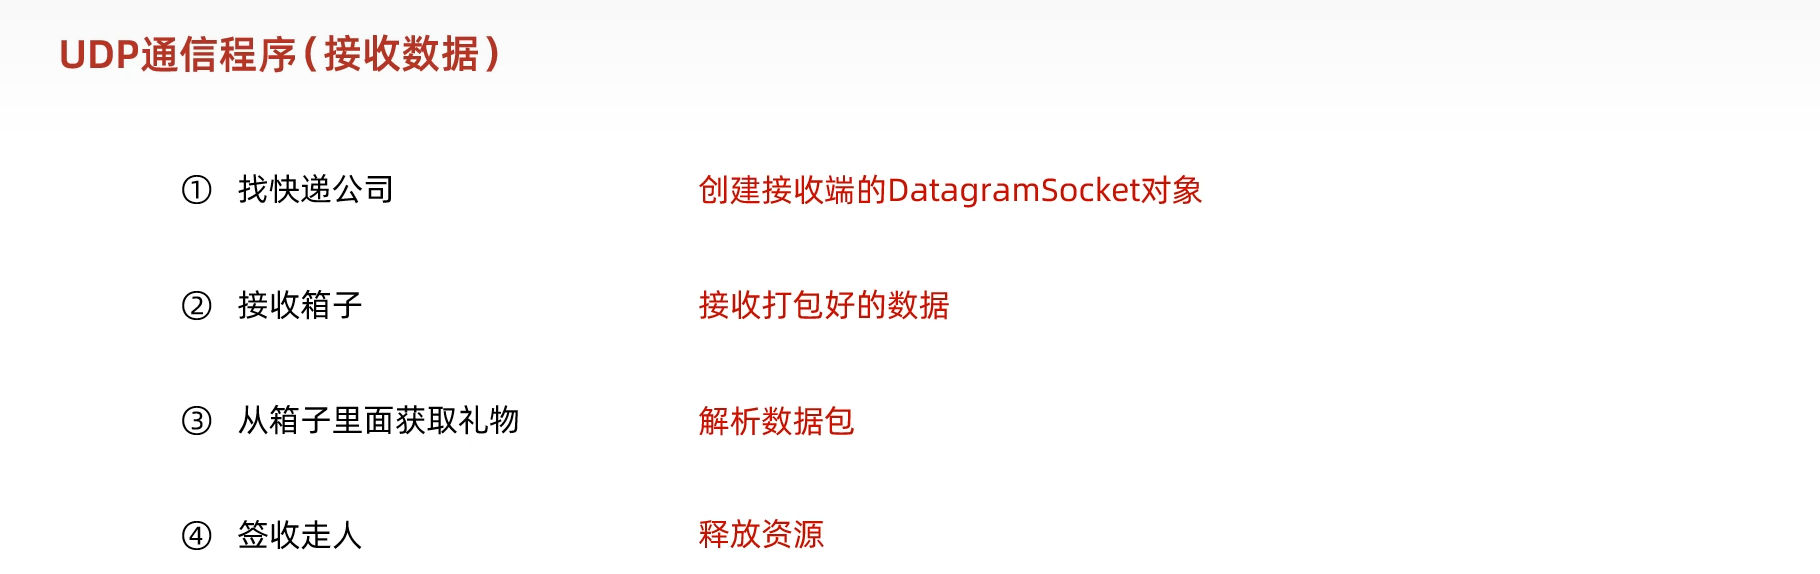 UDP通信程序(接收数据)
① 找快递公司 创建接收端的DatagramSocket对象
② 接收箱子 接收打包好的数据
③ 从箱子里面获取礼物 解析数据包
④ 签收走人 释放资源